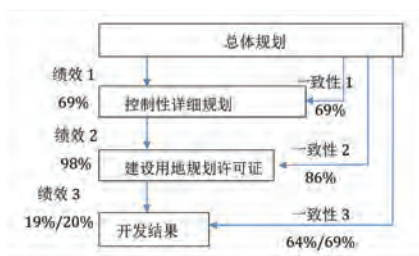 总体规划
绩效 1
69%
一致性 1
69%
控制性详细规划
绩效 2
98%
一致性 2
86%
建设用地规划许可证
绩效 3
19%/20%
一致性 3
64%/69%
开发结果